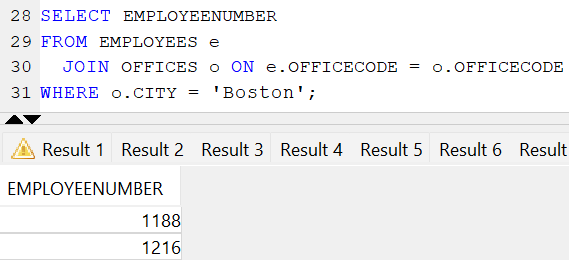 28 SELECT EMPLOYEENUMBER
29 FROM EMPLOYEES e
30 JOIN OFFICES o ON e.OFFICECODE = o.OFFICECODE
31 WHERE o.CITY = 'Boston';
Result 1 Result 2 Result 3 Result 4 Result 5 Result 6 Result
EMPLOYEENUMBER
1188
1216